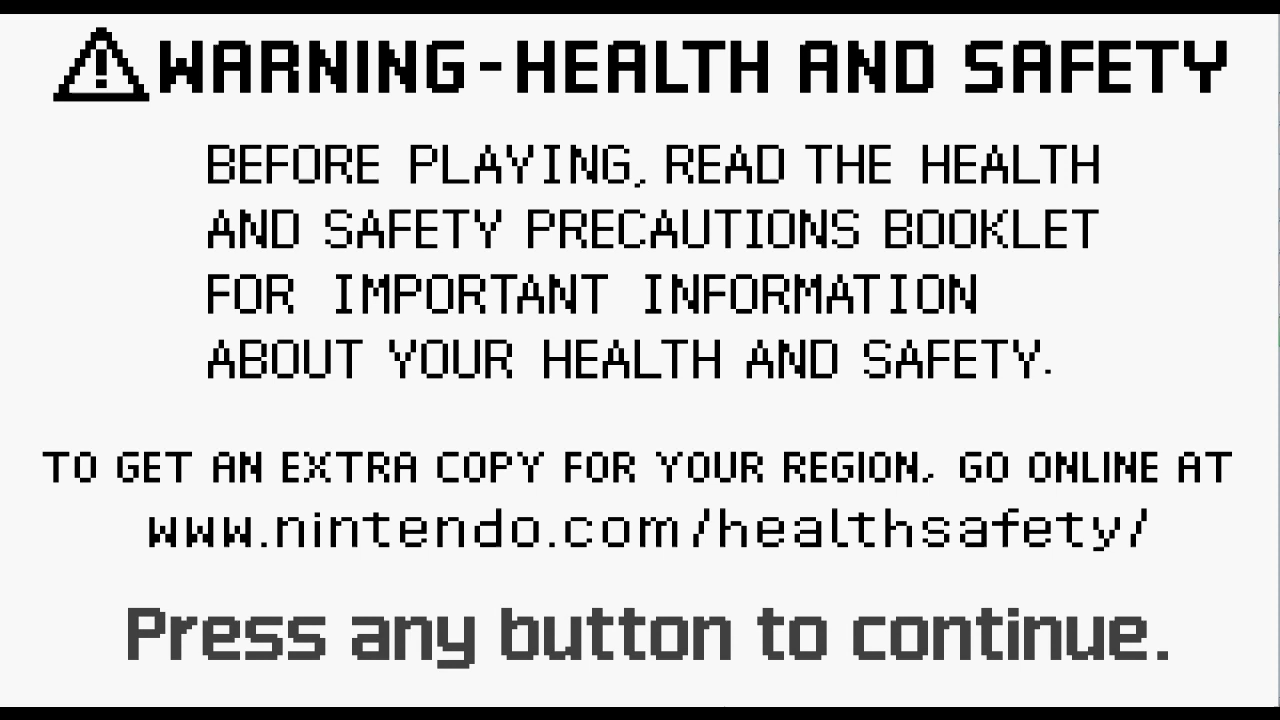 ⚠WARNING-HEALTH AND SAFETY
BEFORE PLAYING, READ THE HEALTH
AND SAFETY PRECAUTIONS BOOKLET
FOR IMPORTANT INFORMATION
ABOUT YOUR HEALTH AND SAFETY.
TO GET AN EXTRA COPY FOR YOUR REGION, GO ONLINE AT
www.nintendo.com/healthsafety/
Press any button to continue.